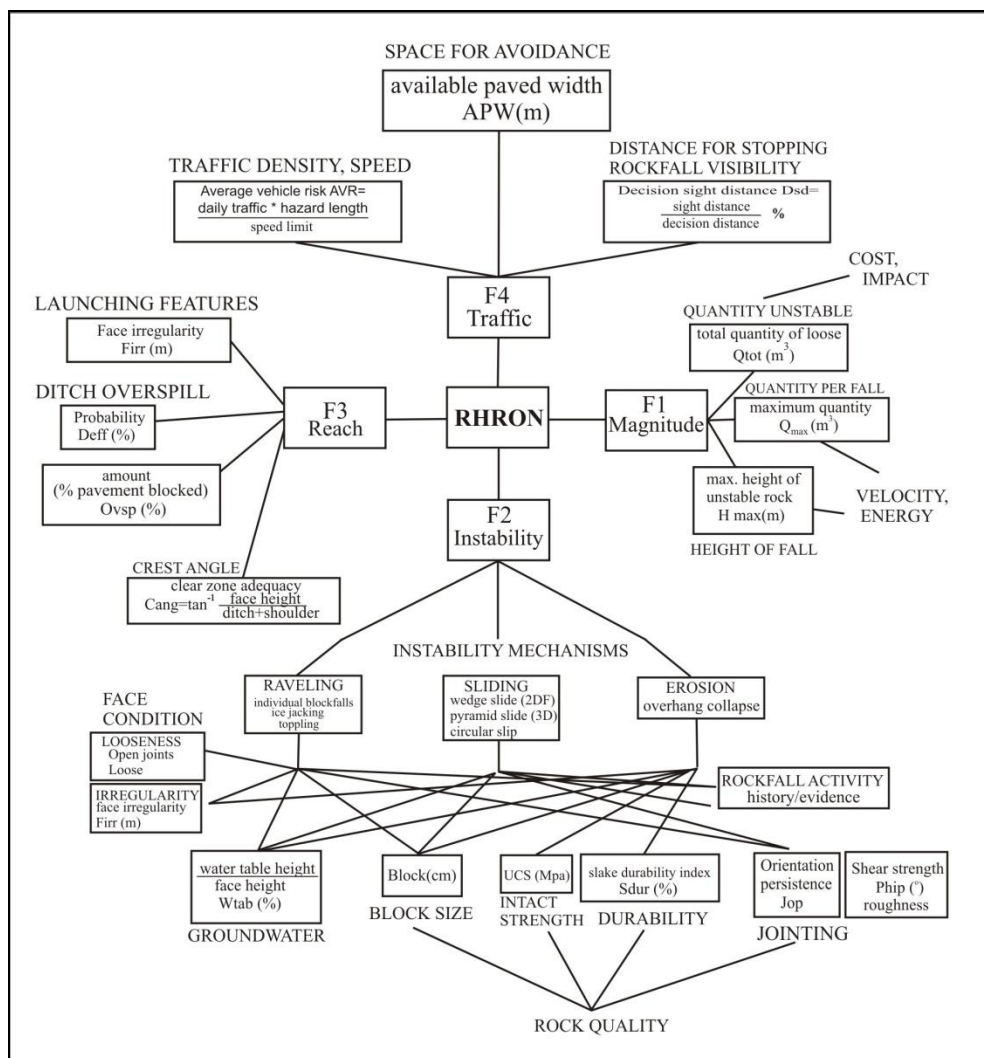 SPACE FOR AVOIDANCE
available paved width
APW(m)
TRAFFIC DENSITY, SPEED
Average vehicle risk AVR=
daily traffic * hazard length
speed limit
DISTANCE FOR STOPPING
ROCKFALL VISIBILITY
Decision sight distance Dsd=
sight distance
decision distance
%
COST,
IMPACT
F4
Traffic
LAUNCHING FEATURES
Face irregularity
Firr (m)
QUANTITY UNSTABLE
total quantity of loose
Qtot (m³)
DITCH OVERSPILL
Probability
Deff (%)
F3
Reach
RHRON
F1
Magnitude
QUANTITY PER FALL
maximum quantity
Qmax (m³)
amount
(% pavement blocked)
Ovsp (%)
max. height of
unstable rock
H max(m)
VELOCITY,
ENERGY
HEIGHT OF FALL
F2
Instability
CREST ANGLE
clear zone adequacy
Cang=tan⁻¹ face height
ditch+shoulder
INSTABILITY MECHANISMS
RAVELING
individual blockfalls
ice jacking
toppling
SLIDING
wedge slide (2DF)
pyramid slide (3D)
circular slip
EROSION
overhang collapse
FACE
CONDITION
LOOSENESS
Open joints
Loose
IRREGULARITY
face irregularity
Firr (m)
ROCKFALL ACTIVITY
history/evidence
water table height
face height
Wtab (%)
GROUNDWATER
Block(cm)
BLOCK SIZE
UCS (Mpa)
INTACT
STRENGTH
slake durability index
Sdur (%)
DURABILITY
Orientation
persistence
Jop
Shear strength
Phip (°)
roughness
JOINTING
ROCK QUALITY